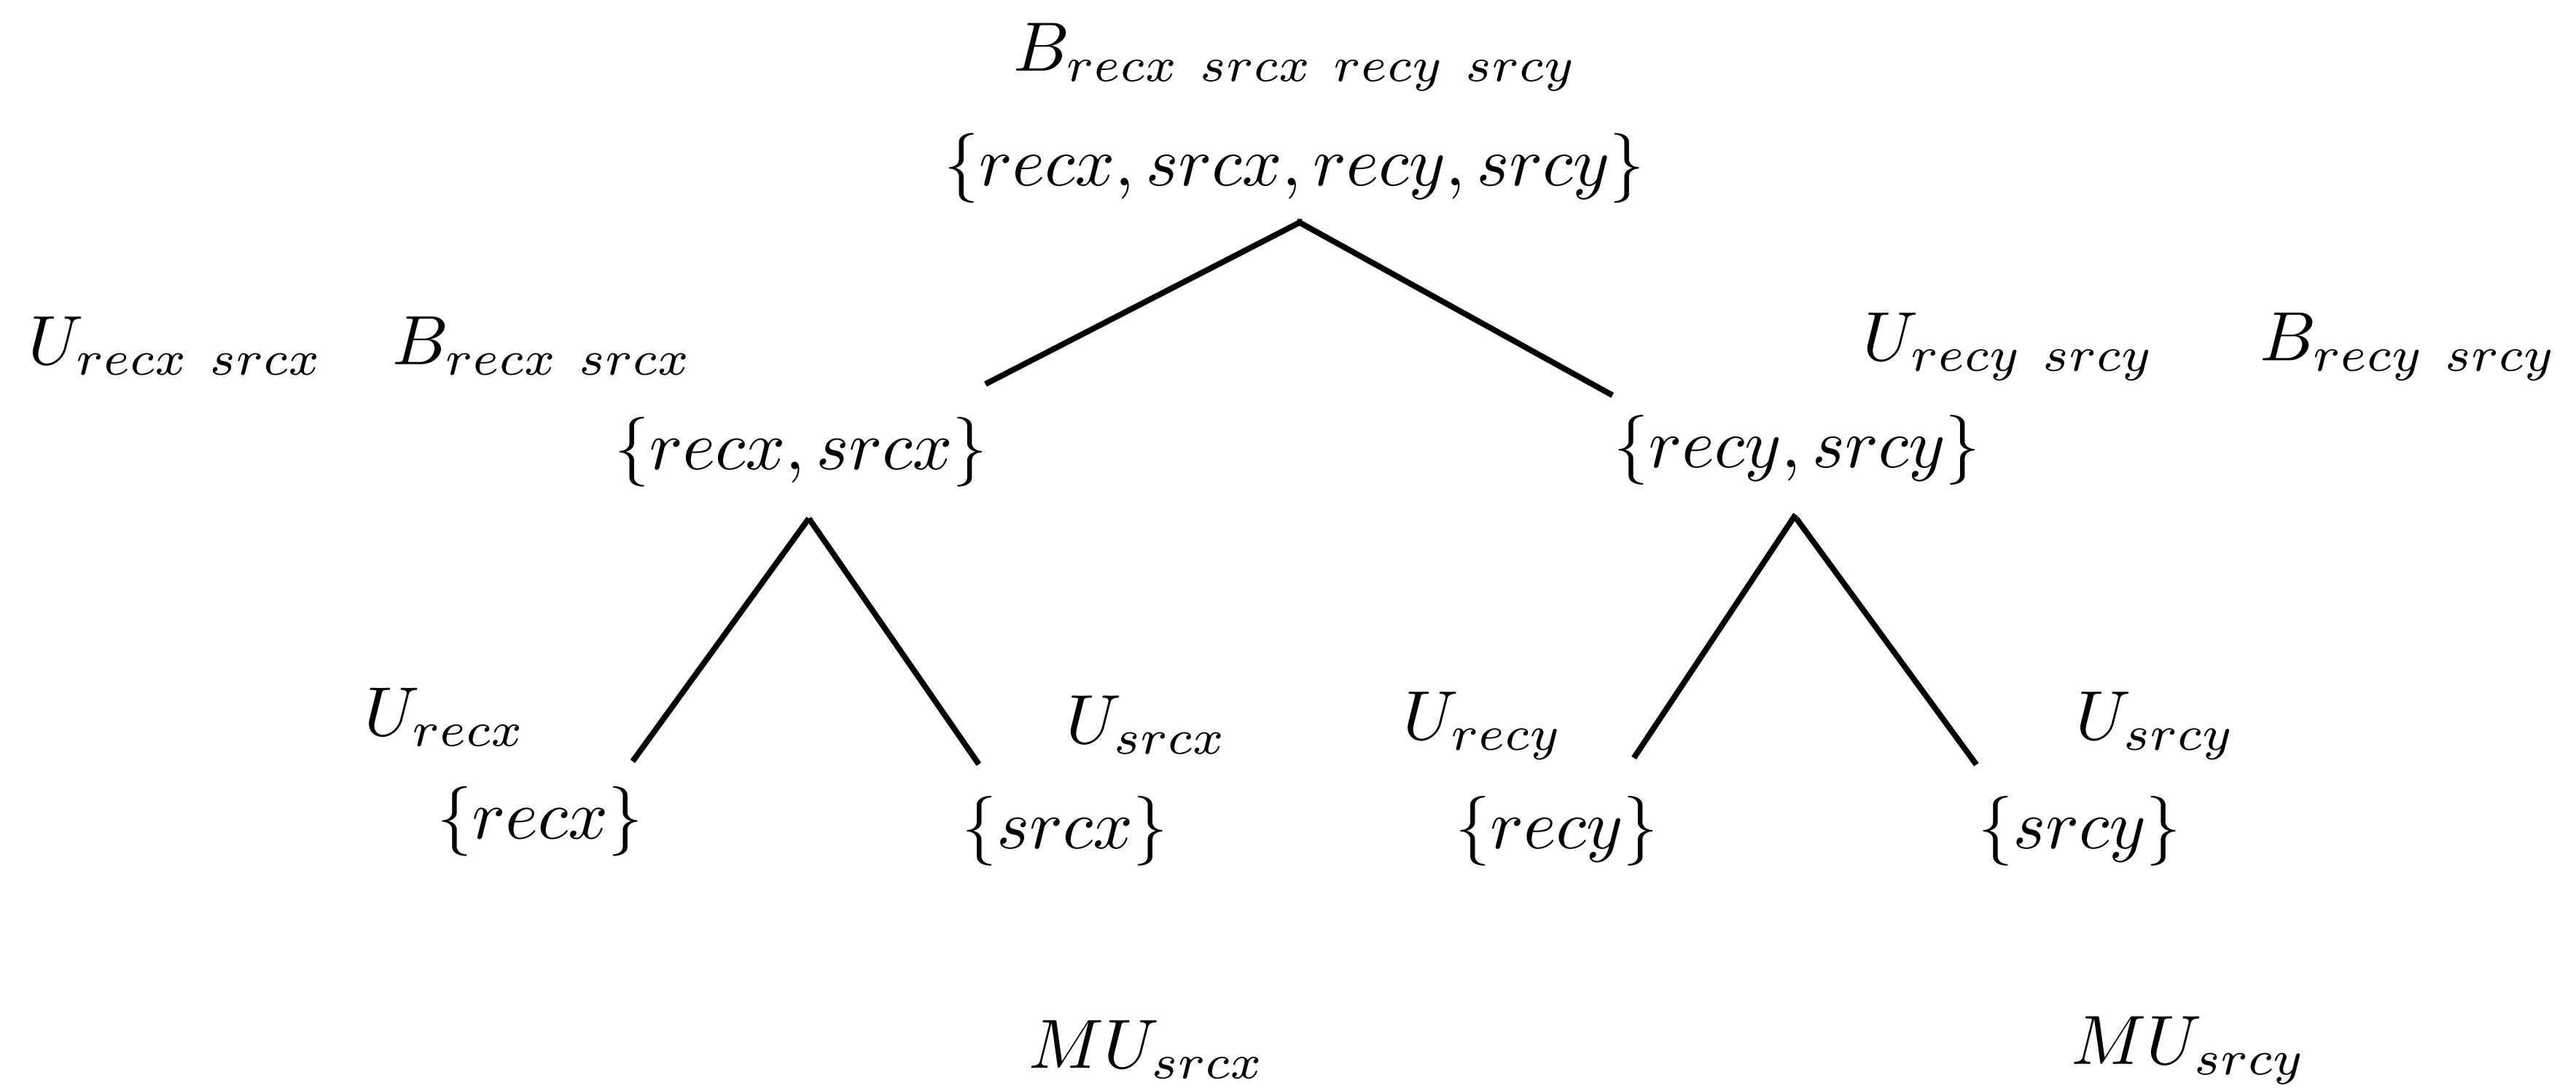 B_{recx srcx recy srcy}
{recx, srcx, recy, srcy}
U_{recx srcx} B_{recx srcx} U_{recy srcy} B_{recy srcy}
{recx, srcx} {recy, srcy}
U_{recx} U_{srcx} U_{recy} U_{srcy}
{recx} {srcx} {recy} {srcy}
MU_{srcx} MU_{srcy}